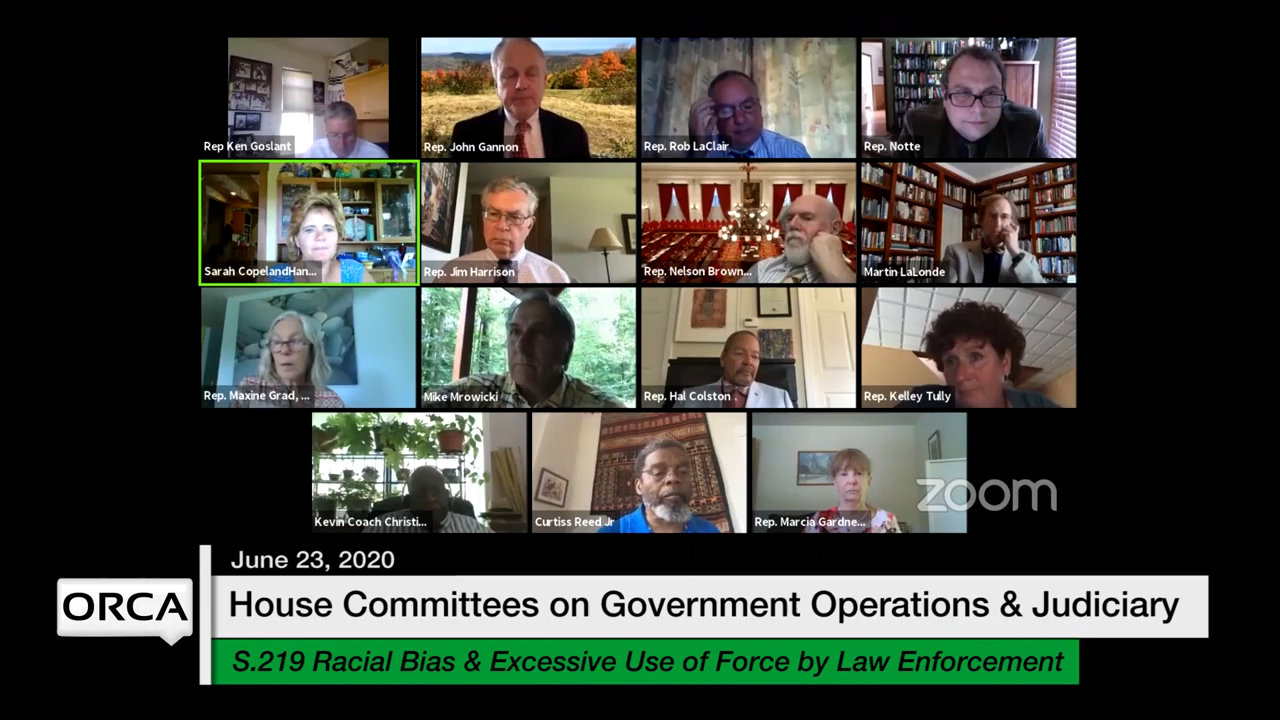 Rep Ken Goslant
Rep. John Gannon
Rep. Rob LaClair
Rep. Notte
Sarah CopelandHan...
Rep. Jim Harrison
Rep. Nelson Brown...
Martin LaLonde
Rep. Maxine Grad, ...
Mike Mrowicki
Rep. Hal Colston
Rep. Kelley Tully
Kevin Coach Christi...
Curtiss Reed Jr
Rep. Marcia Gardne...
zoom
June 23, 2020
ORCA
House Committees on Government Operations & Judiciary
S.219 Racial Bias & Excessive Use of Force by Law Enforcement